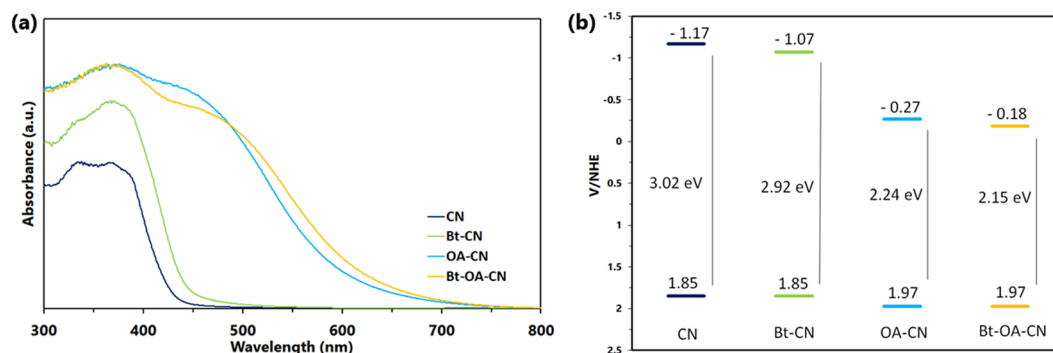 (a)
Absorbance (a.u.)
CN
Bt-CN
OA-CN
Bt-OA-CN
300 400 500 600 700 800
Wavelength (nm)
(b)
V/NHE
-1.5
-1
-0.5
0
0.5
1
1.5
2
2.5
- 1.17
- 1.07
- 0.27
- 0.18
3.02 eV
2.92 eV
2.24 eV
2.15 eV
1.85
1.85
1.97
1.97
CN
Bt-CN
OA-CN
Bt-OA-CN